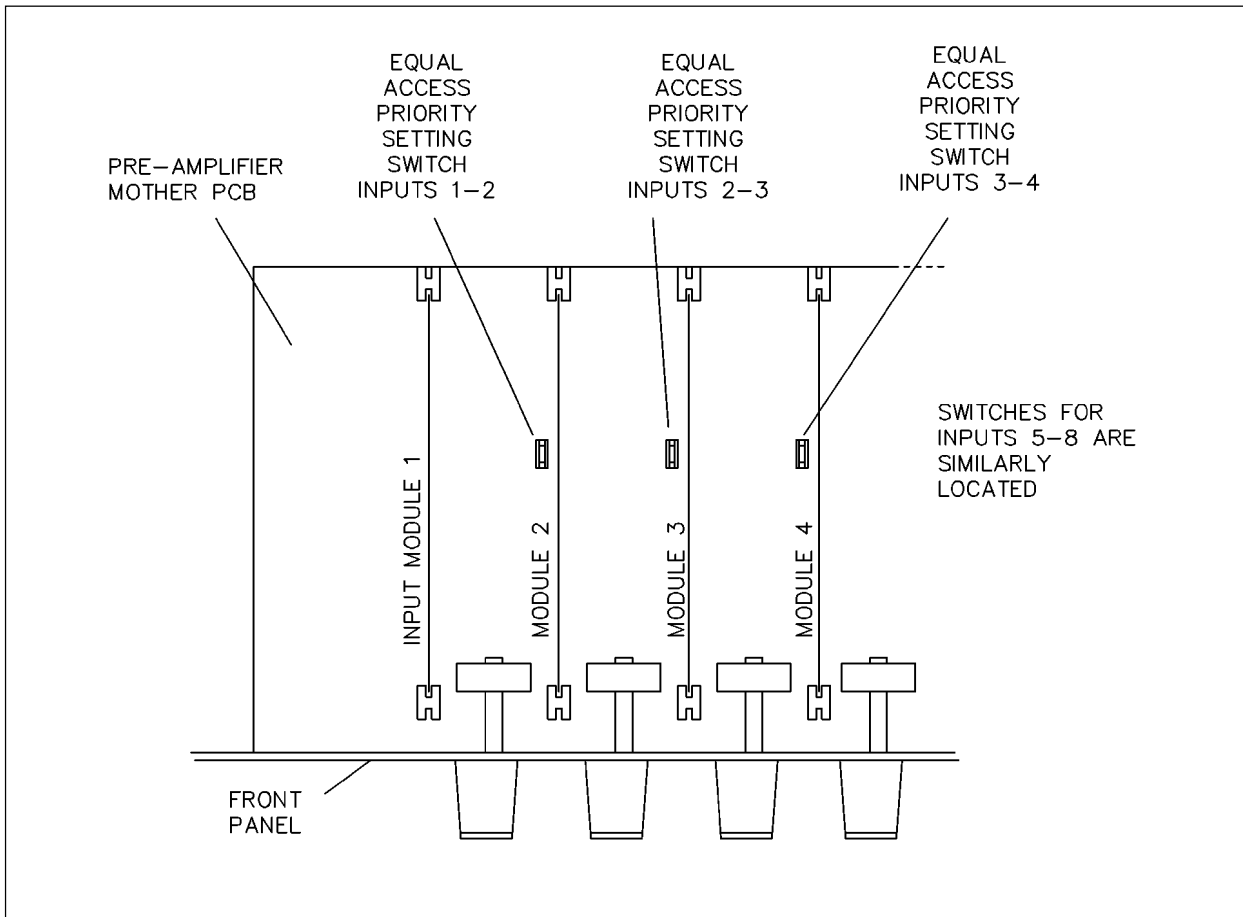 EQUAL
ACCESS
PRIORITY
SETTING
SWITCH
INPUTS 1-2
EQUAL
ACCESS
PRIORITY
SETTING
SWITCH
INPUTS 2-3
EQUAL
ACCESS
PRIORITY
SETTING
SWITCH
INPUTS 3-4
PRE-AMPLIFIER
MOTHER PCB
SWITCHES FOR
INPUTS 5-8 ARE
SIMILARLY
LOCATED
INPUT MODULE 1
MODULE 2
MODULE 3
MODULE 4
FRONT
PANEL